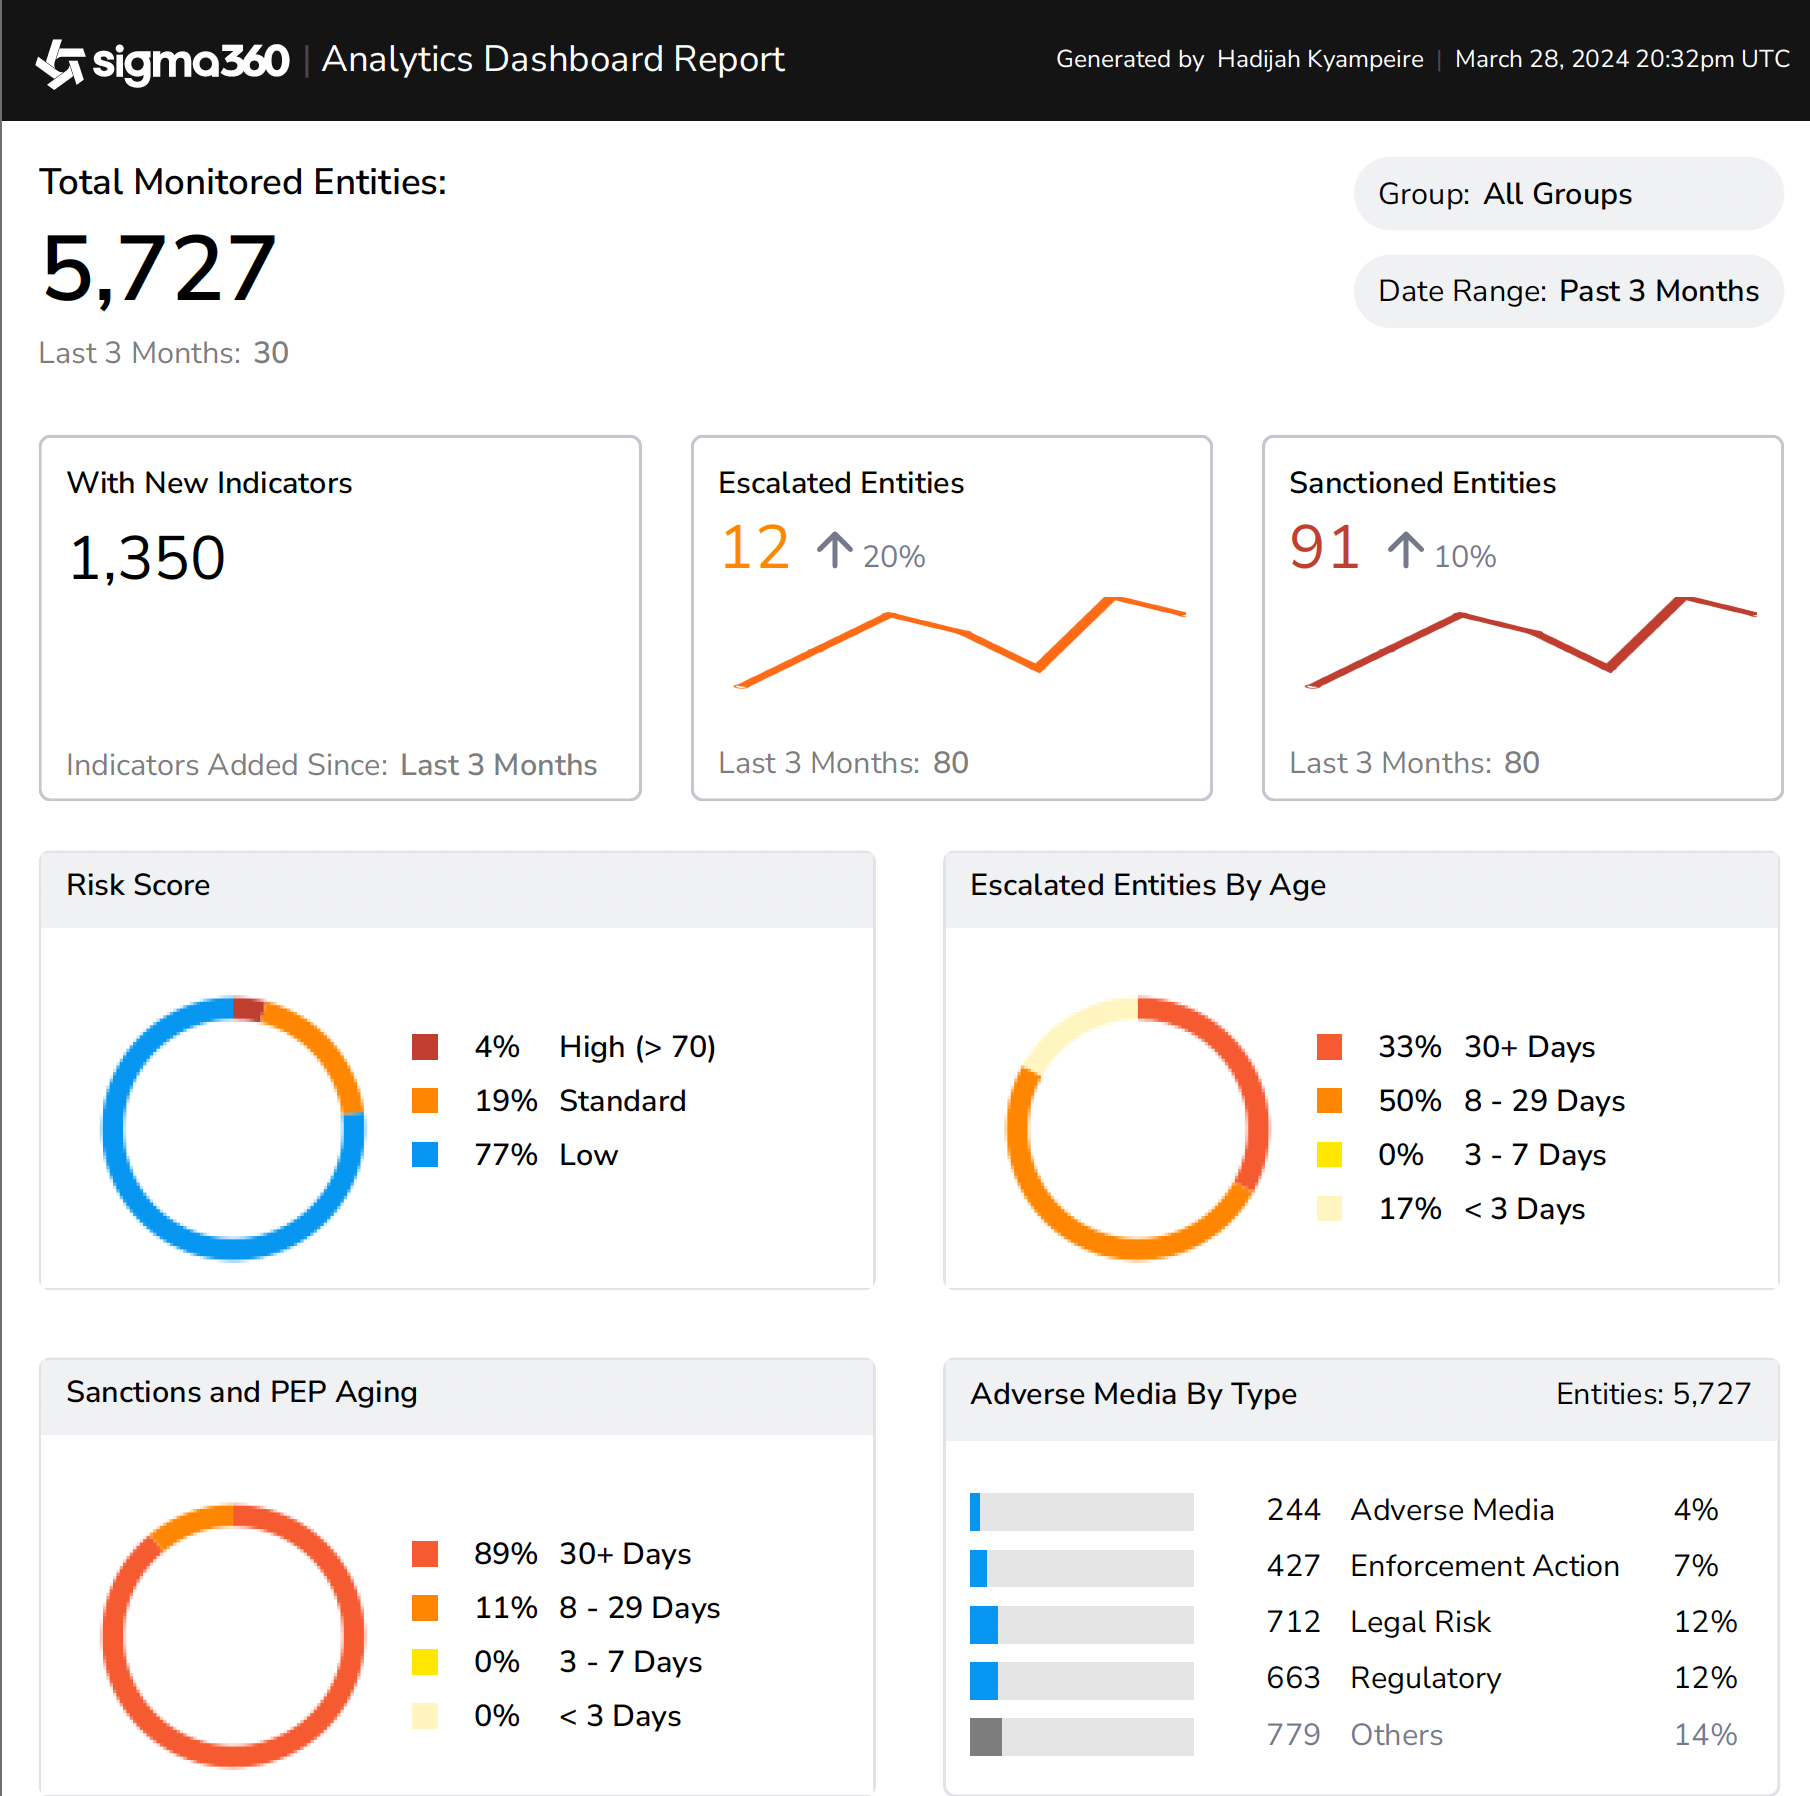 sigma360 | Analytics Dashboard Report
Generated by Hadijah Kyampeire | March 28, 2024 20:32pm UTC
Total Monitored Entities:
5,727
Last 3 Months: 30
Group: All Groups
Date Range: Past 3 Months
With New Indicators
1,350
Indicators Added Since: Last 3 Months
Escalated Entities
12 ↑ 20%
Last 3 Months: 80
Sanctioned Entities
91 ↑ 10%
Last 3 Months: 80
Risk Score
4% High (> 70)
19% Standard
77% Low
Escalated Entities By Age
33% 30+ Days
50% 8 - 29 Days
0% 3 - 7 Days
17% < 3 Days
Sanctions and PEP Aging
89% 30+ Days
11% 8 - 29 Days
0% 3 - 7 Days
0% < 3 Days
Adverse Media By Type Entities: 5,727
244 Adverse Media 4%
427 Enforcement Action 7%
712 Legal Risk 12%
663 Regulatory 12%
779 Others 14%